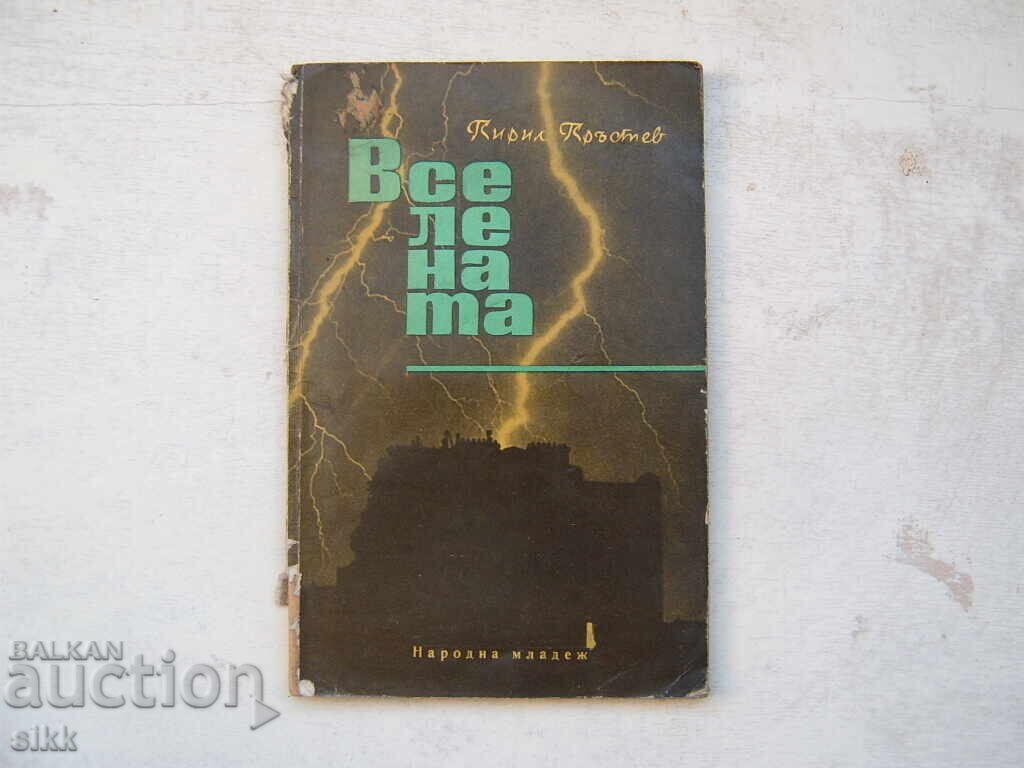 Кирил Кръстев
Все
ле
на
та
Народна младеж
BALKAN
auction
sikk